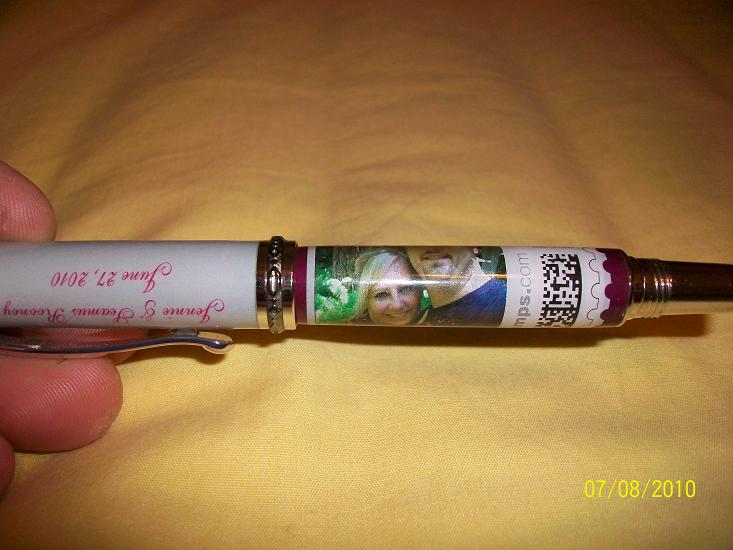 Jennie & Seamus Rooney
June 27, 2010
mps.com
07/08/2010